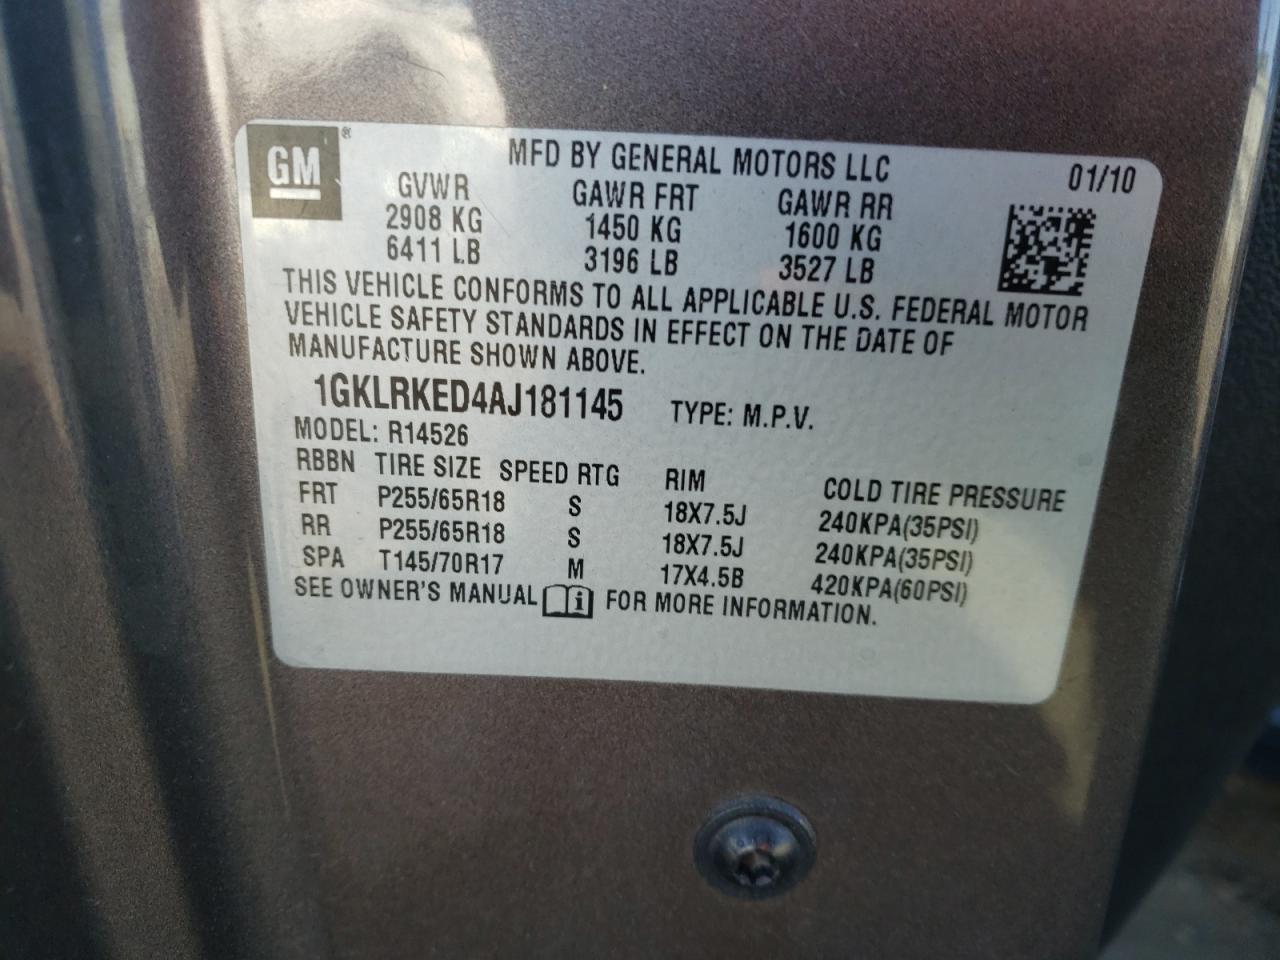 GM ®
MFD BY GENERAL MOTORS LLC 01/10
GVWR GAWR FRT GAWR RR
2908 KG 1450 KG 1600 KG
6411 LB 3196 LB 3527 LB
THIS VEHICLE CONFORMS TO ALL APPLICABLE U.S. FEDERAL MOTOR
VEHICLE SAFETY STANDARDS IN EFFECT ON THE DATE OF
MANUFACTURE SHOWN ABOVE.
1GKLRKED4AJ181145 TYPE: M.P.V.
MODEL: R14526
RBBN TIRE SIZE SPEED RTG RIM COLD TIRE PRESSURE
FRT P255/65R18 S 18X7.5J 240KPA(35PSI)
RR P255/65R18 S 18X7.5J 240KPA(35PSI)
SPA T145/70R17 M 17X4.5B 420KPA(60PSI)
SEE OWNER'S MANUAL i FOR MORE INFORMATION.